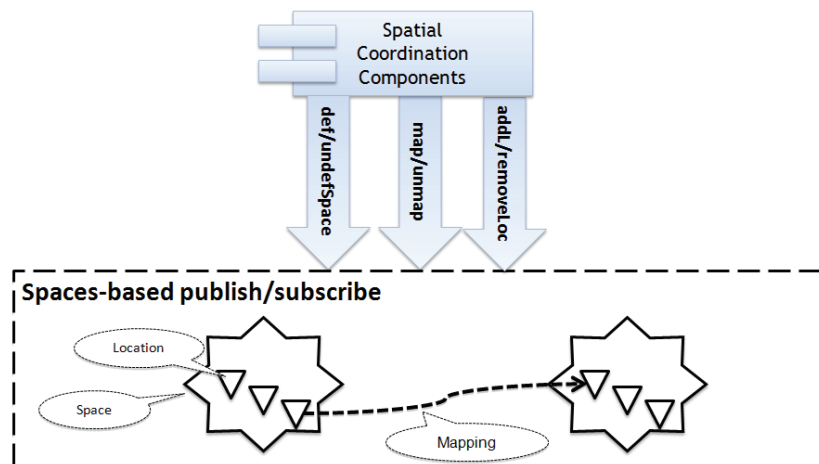 Spatial
Coordination
Components
def/undefSpace
map/unmap
addL/removeLoc
Spaces-based publish/subscribe
Location
Space
Mapping